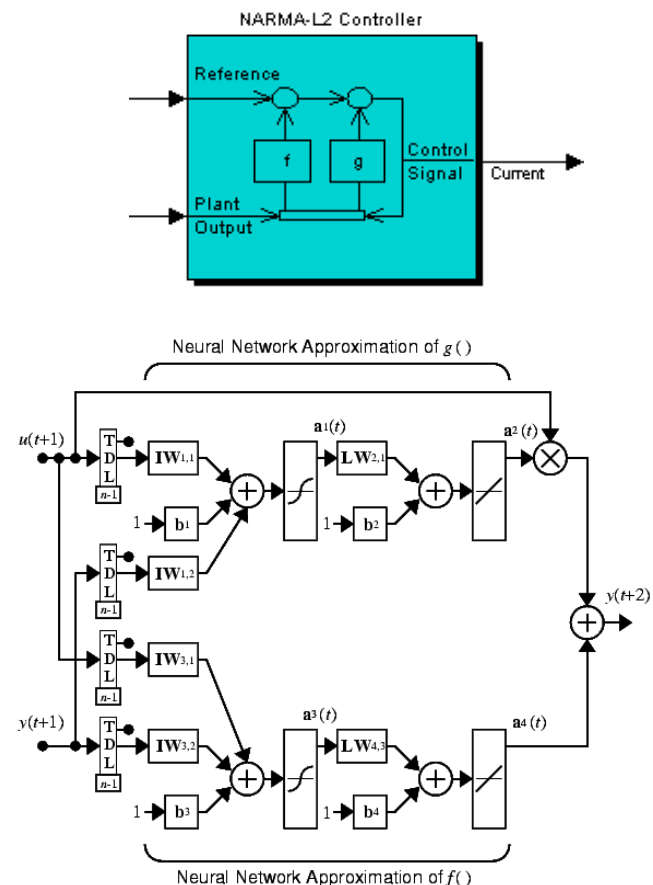 NARMA-L2 Controller
Reference
f
g
Control
Signal
Current
Plant
Output
Neural Network Approximation of g ( )
a1(t)
a2 (t)
u(t+1)
T
D
L
n-1
IW1,1
LW2,1
1
b1
1
b2
T
D
L
n-1
IW1,2
y(t+2)
T
D
L
n-1
IW3,1
a3 (t)
a4 (t)
y(t+1)
T
D
L
n-1
IW3,2
LW4,3
1
b3
1
b4
Neural Network Approximation of f ( )